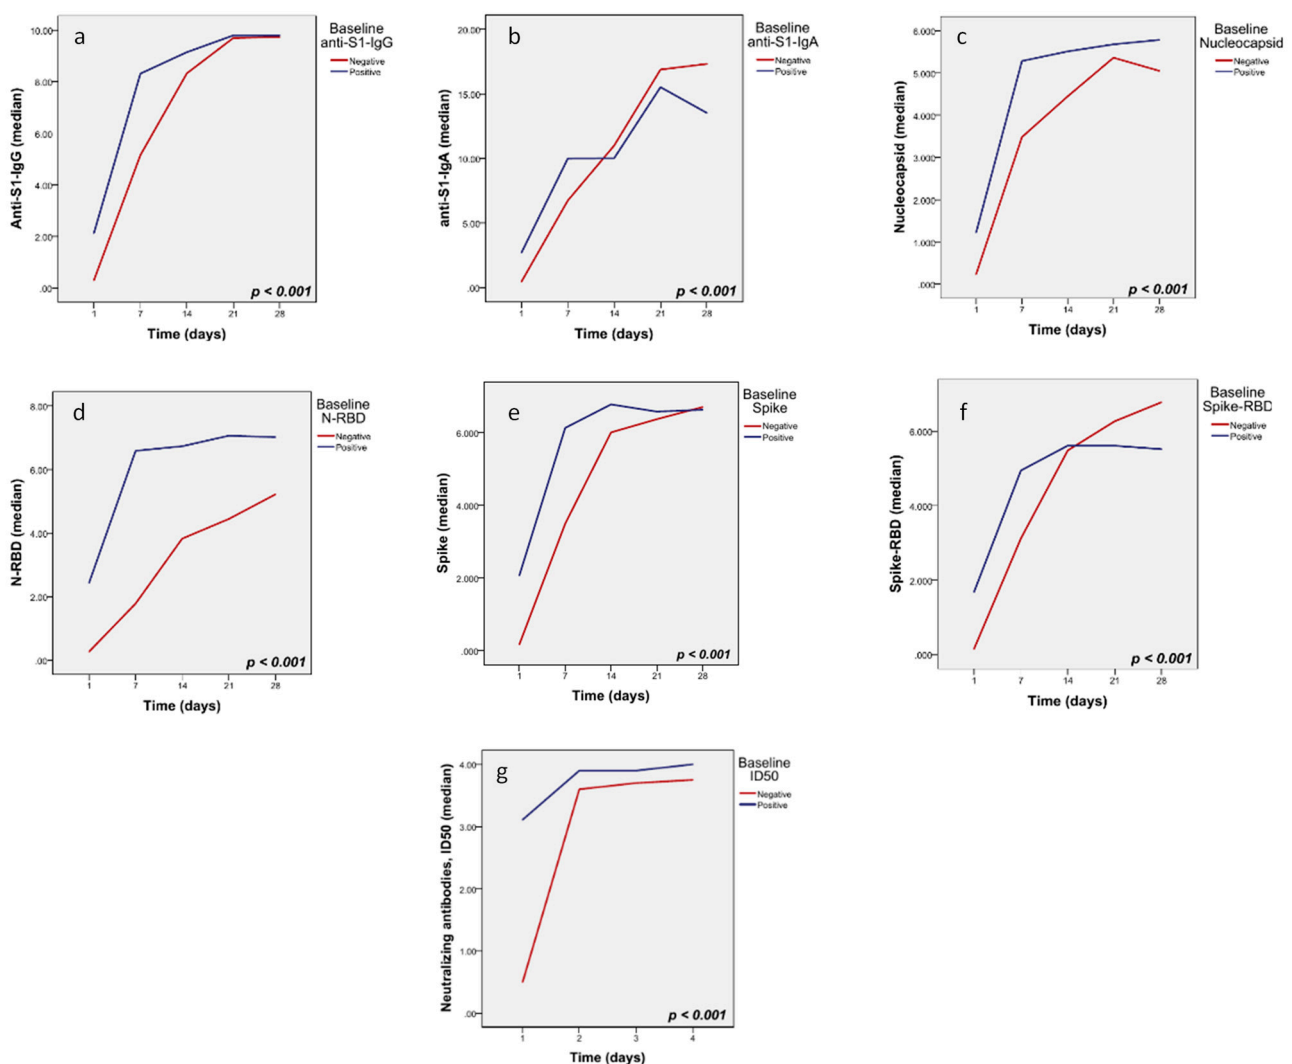 a
Baseline
anti-S1-IgG
Negative
Positive
10.00
8.00
6.00
4.00
2.00
.00
Anti-S1-IgG (median)
p < 0.001
1 7 14 21 28
Time (days)
b
Baseline
anti-S1-IgA
Negative
Positive
20.00
15.00
10.00
5.00
.00
anti-S1-IgA (median)
p < 0.001
1 7 14 21 28
Time (days)
c
Baseline
Nucleocapsid
Negative
Positive
6.000
5.000
4.000
3.000
2.000
1.000
.000
Nucleocapsid (median)
p < 0.001
1 7 14 21 28
Time (days)
d
Baseline
N-RBD
Negative
Positive
8.00
6.00
4.00
2.00
.00
N-RBD (median)
p < 0.001
1 7 14 21 28
Time (days)
e
Baseline
Spike
Negative
Positive
6.000
4.000
2.000
.000
Spike (median)
p < 0.001
1 7 14 21 28
Time (days)
f
Baseline
Spike-RBD
Negative
Positive
6.000
4.000
2.000
.000
Spike-RBD (median)
p < 0.001
1 7 14 21 28
Time (days)
g
Baseline
ID50
Negative
Positive
4.00
3.00
2.00
1.00
.00
Neutralizing antibodies, ID50 (median)
p < 0.001
1 2 3 4
Time (days)